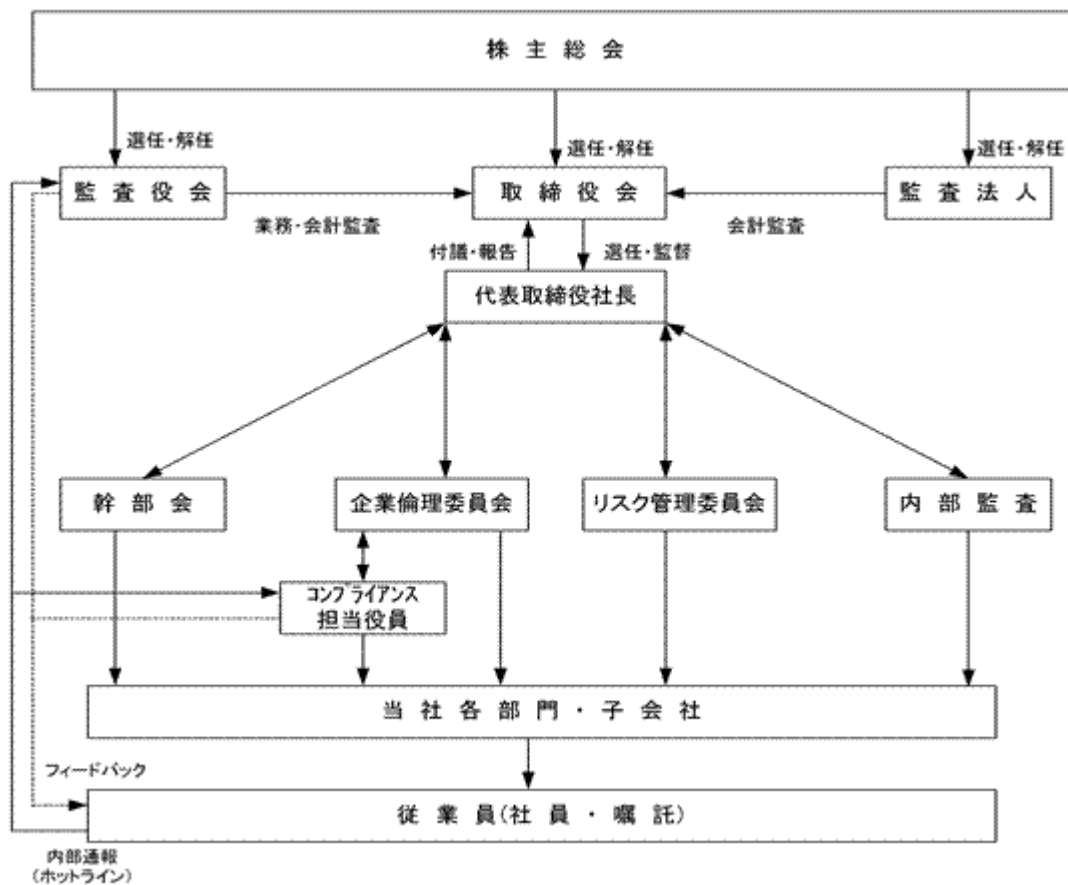 株主総会
選任・解任
選任・解任
選任・解任
監査役会
取締役会
監査法人
業務・会計監査
会計監査
付議・報告
選任・監督
代表取締役社長
幹部会
企業倫理委員会
リスク管理委員会
内部監査
コンプライアンス
担当役員
当社各部門・子会社
フィードバック
従業員(社員・嘱託)
内部通報
(ホットライン)